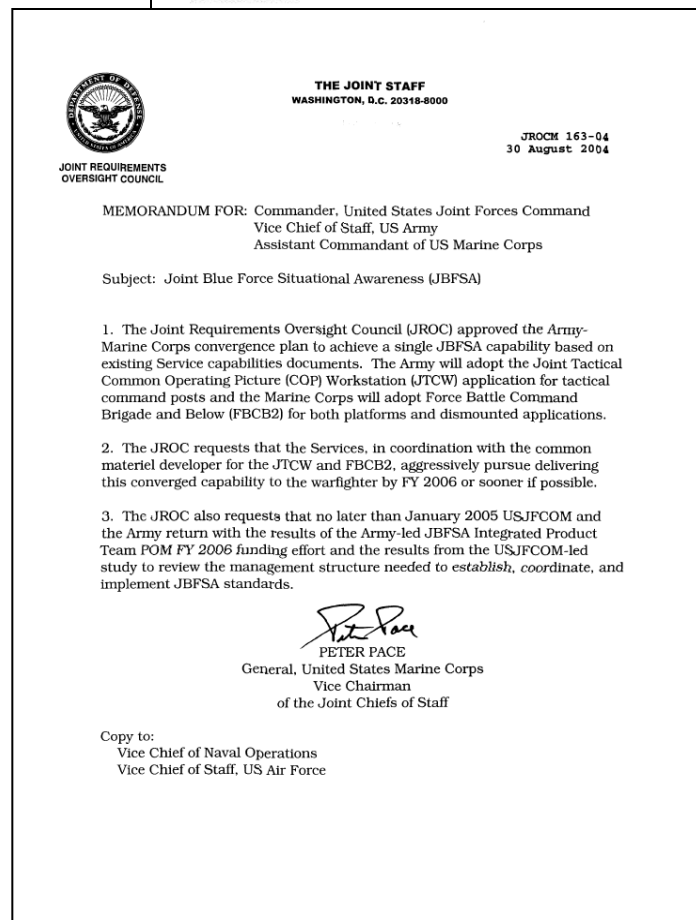 THE JOINT STAFF
WASHINGTON, D.C. 20318-8000
JROCM 163-04
30 August 2004
DEPARTMENT OF DEFENSE
UNITED STATES OF AMERICA
JOINT REQUIREMENTS
OVERSIGHT COUNCIL
MEMORANDUM FOR: Commander, United States Joint Forces Command
Vice Chief of Staff, US Army
Assistant Commandant of US Marine Corps
Subject: Joint Blue Force Situational Awareness (JBFSA)
1. The Joint Requirements Oversight Council (JROC) approved the Army-
Marine Corps convergence plan to achieve a single JBFSA capability based on
existing Service capabilities documents. The Army will adopt the Joint Tactical
Common Operating Picture (COP) Workstation (JTCW) application for tactical
command posts and the Marine Corps will adopt Force Battle Command
Brigade and Below (FBCB2) for both platforms and dismounted applications.
2. The JROC requests that the Services, in coordination with the common
materiel developer for the JTCW and FBCB2, aggressively pursue delivering
this converged capability to the warfighter by FY 2006 or sooner if possible.
3. The JROC also requests that no later than January 2005 USJFCOM and
the Army return with the results of the Army-led JBFSA Integrated Product
Team POM FY 2006 funding effort and the results from the USJFCOM-led
study to review the management structure needed to establish, coordinate, and
implement JBFSA standards.
Peter Pace
PETER PACE
General, United States Marine Corps
Vice Chairman
of the Joint Chiefs of Staff
Copy to:
Vice Chief of Naval Operations
Vice Chief of Staff, US Air Force